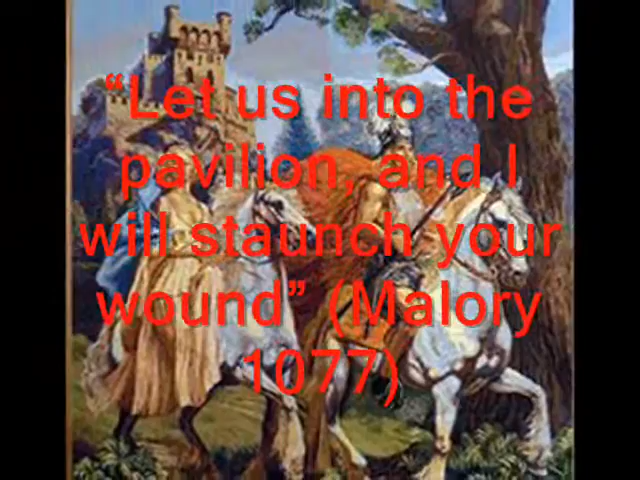 “Let us into the
pavilion, and I
will staunch your
wound” (Malory
1077)